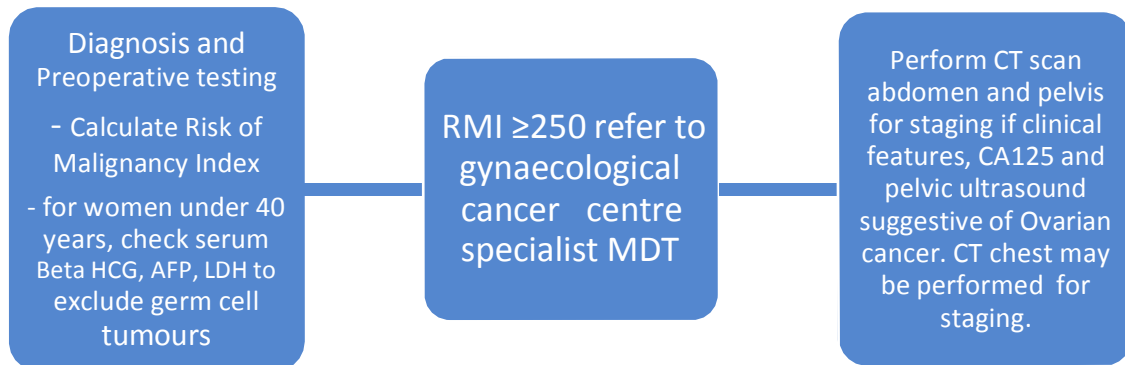 Diagnosis and
Preoperative testing
- Calculate Risk of
Malignancy Index
- for women under 40
years, check serum
Beta HCG, AFP, LDH to
exclude germ cell
tumours
RMI ≥250 refer to
gynaecological
cancer centre
specialist MDT
Perform CT scan
abdomen and pelvis
for staging if clinical
features, CA125 and
pelvic ultrasound
suggestive of Ovarian
cancer. CT chest may
be performed for
staging.